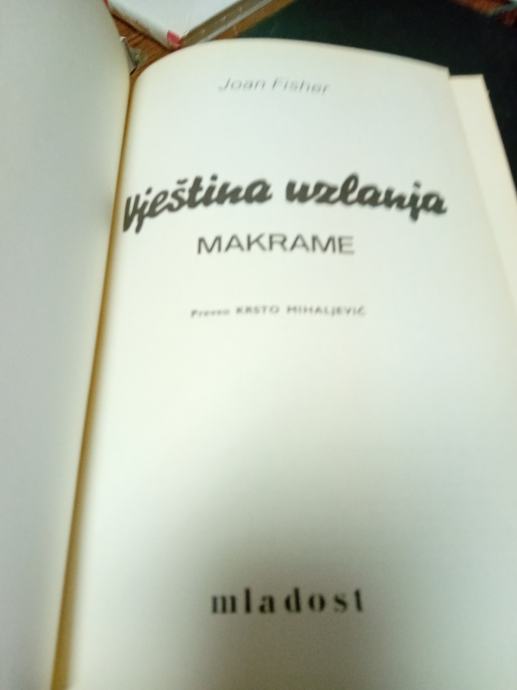 Joan Fisher
Vještina uzlanja
MAKRAME
Preveo KRSTO MIHALJEVIĆ
mladost